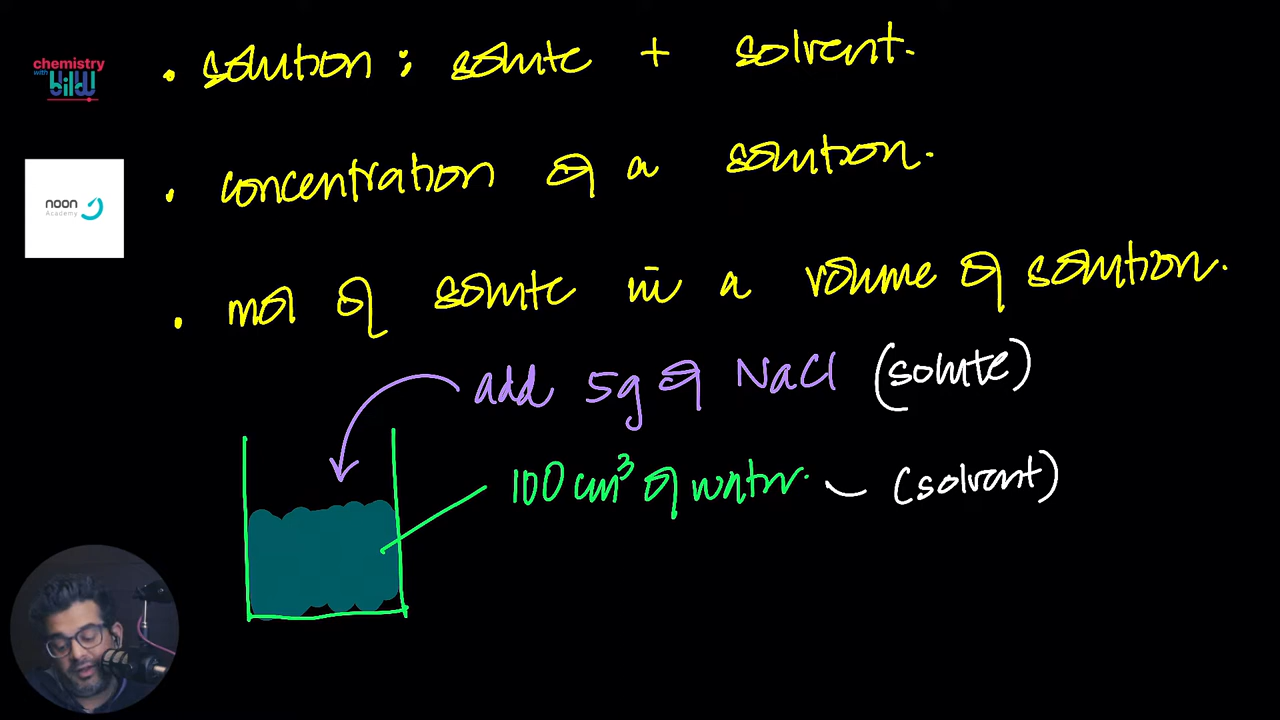 chemistry
with
bilal
noon
Academy
• solution : solute + solvent.
• concentration of a solution.
• mol of solute in a volume of solution.
add 5g of NaCl (solute)
100 cm³ of water. (solvent)